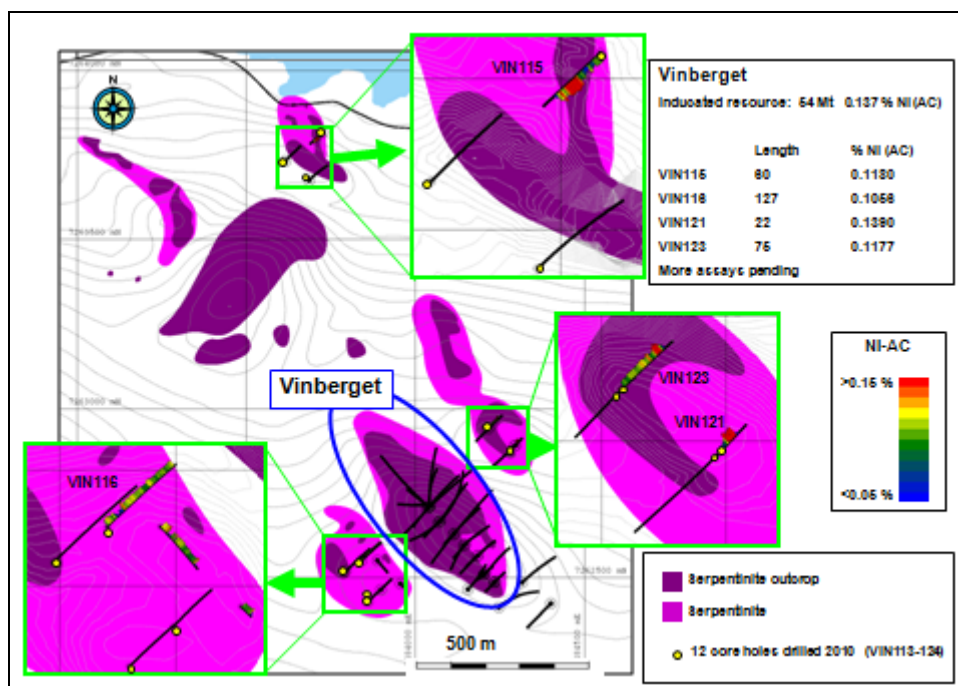 VIN115
N
Vinberget
Inducated resource: 54 Mt 0.137 % NI (AC)
Length % NI (AC)
VIN115 60 0.1180
VIN116 127 0.1056
VIN121 22 0.1390
VIN123 75 0.1177
More assays pending
NI-AC
>0.15 %
<0.05 %
VIN123
VIN121
Vinberget
VIN116
500 m
Serpentinite outorop
Serpentinite
12 core holes drilled 2010 (VIN113-124)